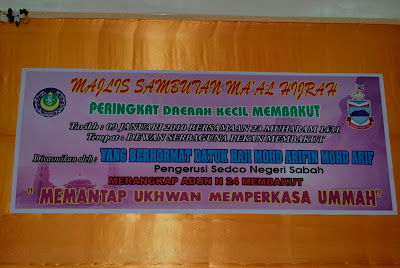 MAJLIS SAMBUTAN MA'AL HIJRAH
PERINGKAT DAERAH KECIL MEMBAKUT
Tarikh : 09 JANUARI 2010 BERSAMAAN 23 MUHARAM 1431
Tempat : DEWAN SERBAGUNA PEKAN MEMBAKUT
Dirasmikan oleh : YANG BERHORMAT DATUK HAJI MOHD ARIFIN MOHD ARIF
Pengerusi Sedco Negeri Sabah
MERANGKAP ADUN N 24 MEMBAKUT
" MEMANTAP UKHWAN MEMPERKASA UMMAH"